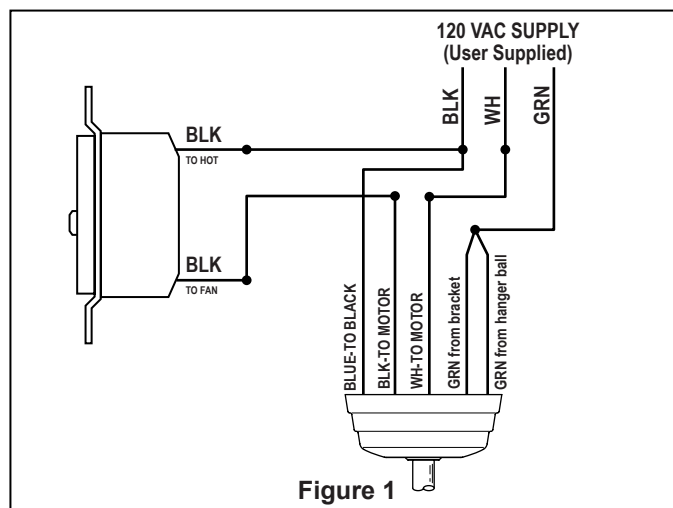 120 VAC SUPPLY
(User Supplied)
BLK
WH
GRN
BLK
TO HOT
BLK
TO FAN
BLUE-TO BLACK
BLK-TO MOTOR
WH-TO MOTOR
GRN from bracket
GRN from hanger ball
Figure 1